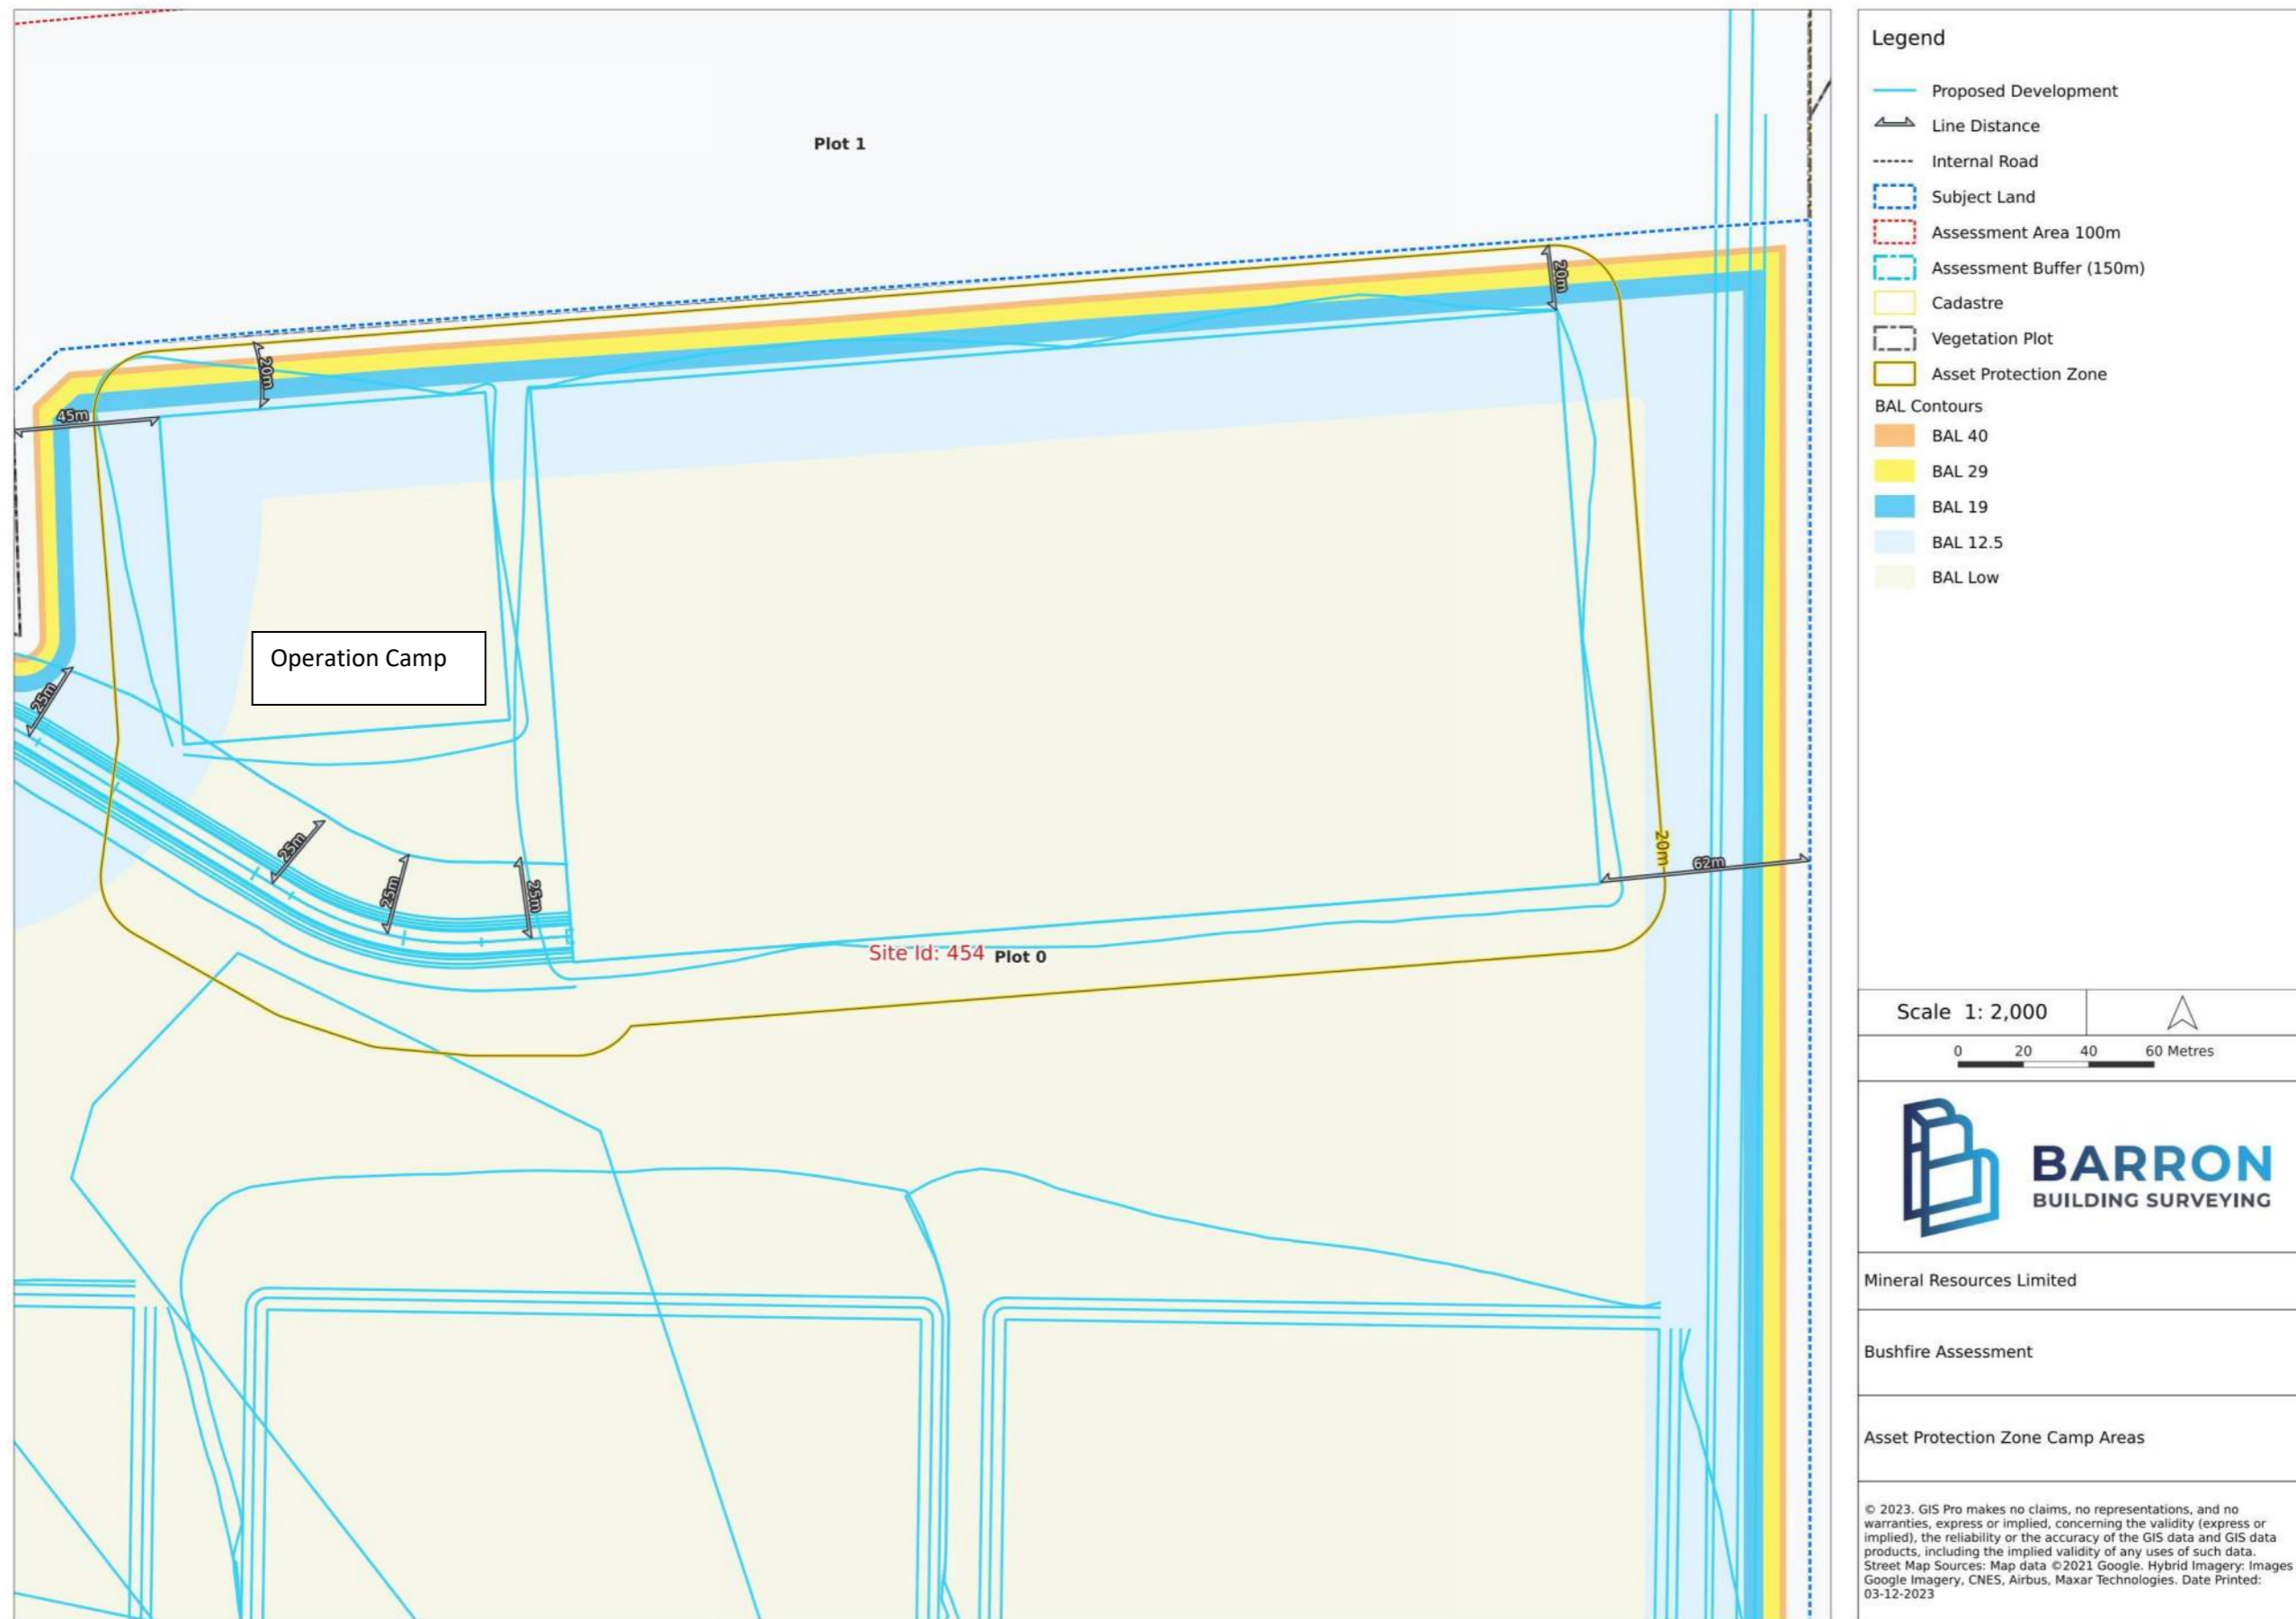 Plot 1
20m
20m
45m
Operation Camp
25m
25m
25m
25m
20m
62m
Site Id: 454
Plot 0
Legend
Proposed Development
Line Distance
Internal Road
Subject Land
Assessment Area 100m
Assessment Buffer (150m)
Cadastre
Vegetation Plot
Asset Protection Zone
BAL Contours
BAL 40
BAL 29
BAL 19
BAL 12.5
BAL Low
Scale 1: 2,000
0 20 40 60 Metres
BARRON
BUILDING SURVEYING
Mineral Resources Limited
Bushfire Assessment
Asset Protection Zone Camp Areas
© 2023. GIS Pro makes no claims, no representations, and no
warranties, express or implied, concerning the validity (express or
implied), the reliability or the accuracy of the GIS data and GIS data
products, including the implied validity of any uses of such data.
Street Map Sources: Map data ©2021 Google. Hybrid Imagery: Images
Google Imagery, CNES, Airbus, Maxar Technologies. Date Printed:
03-12-2023